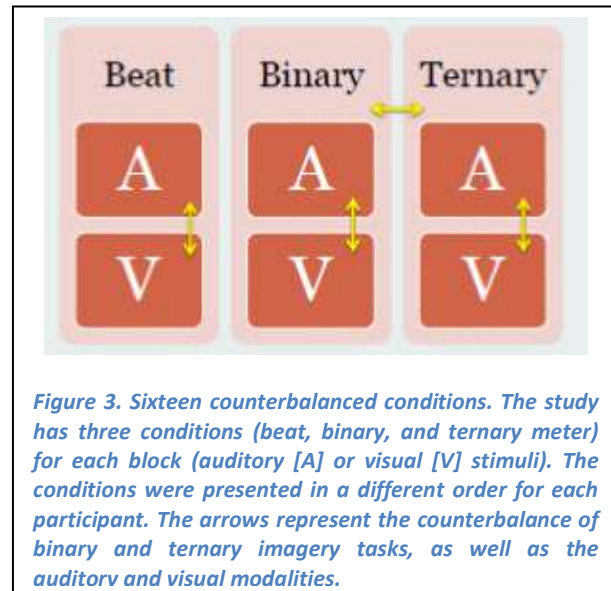 Beat Binary Ternary
A A A
V V V
Figure 3. Sixteen counterbalanced conditions. The study
has three conditions (beat, binary, and ternary meter)
for each block (auditory [A] or visual [V] stimuli). The
conditions were presented in a different order for each
participant. The arrows represent the counterbalance of
binary and ternary imagery tasks, as well as the
auditory and visual modalities.